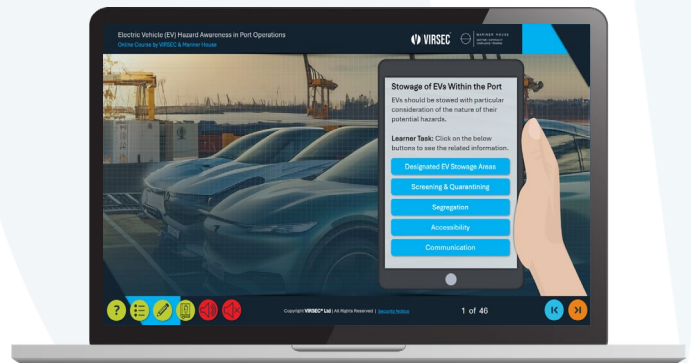 Electric Vehicle (EV) Hazard Awareness in Port Operations
Online Course by VIRSEC & Mariner House
VIRSEC
MARINER HOUSE
Stowage of EVs Within the Port
EVs should be stowed with particular
consideration of the nature of their
potential hazards.
Learner Task: Click on the below
buttons to see the related information.
Designated EV Stowage Areas
Screening & Quarantining
Segregation
Accessibility
Communication
?
Copyright VIRSEC® Ltd | All Rights Reserved | Security Notice
1 of 46